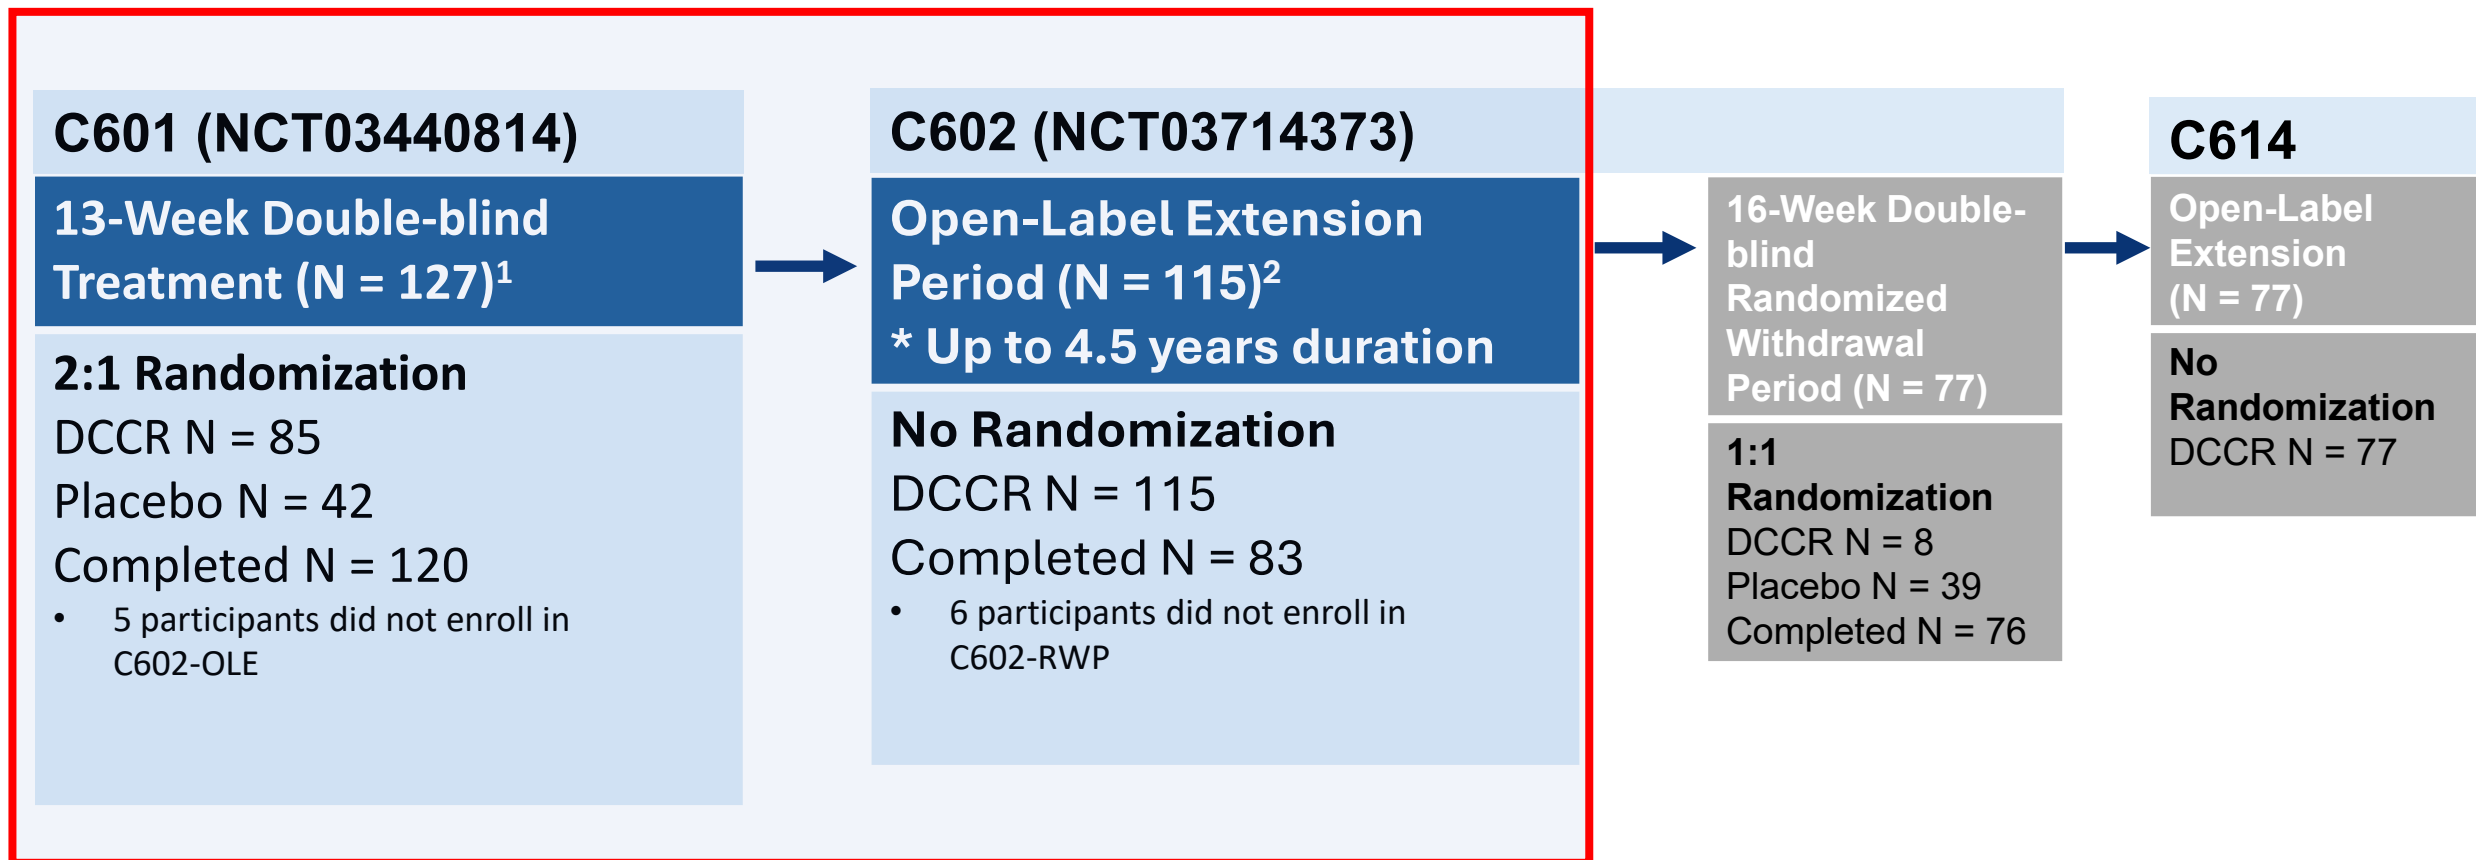 C601 (NCT03440814)
13-Week Double-blind
Treatment (N = 127)¹
2:1 Randomization
DCCR N = 85
Placebo N = 42
Completed N = 120
• 5 participants did not enroll in
C602-OLE
C602 (NCT03714373)
Open-Label Extension
Period (N = 115)²
* Up to 4.5 years duration
No Randomization
DCCR N = 115
Completed N = 83
• 6 participants did not enroll in
C602-RWP
16-Week Double-
blind
Randomized
Withdrawal
Period (N = 77)
1:1
Randomization
DCCR N = 8
Placebo N = 39
Completed N = 76
C614
Open-Label
Extension
(N = 77)
No
Randomization
DCCR N = 77